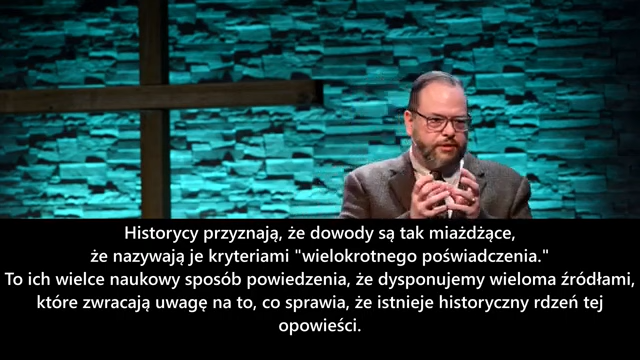 Historycy przyznają, że dowody są tak miażdżące,
że nazywają je kryteriami "wielokrotnego poświadczenia."
To ich wielce naukowy sposób powiedzenia, że dysponujemy wieloma źródłami,
które zwracają uwagę na to, co sprawia, że istnieje historyczny rdzeń tej
opowieści.